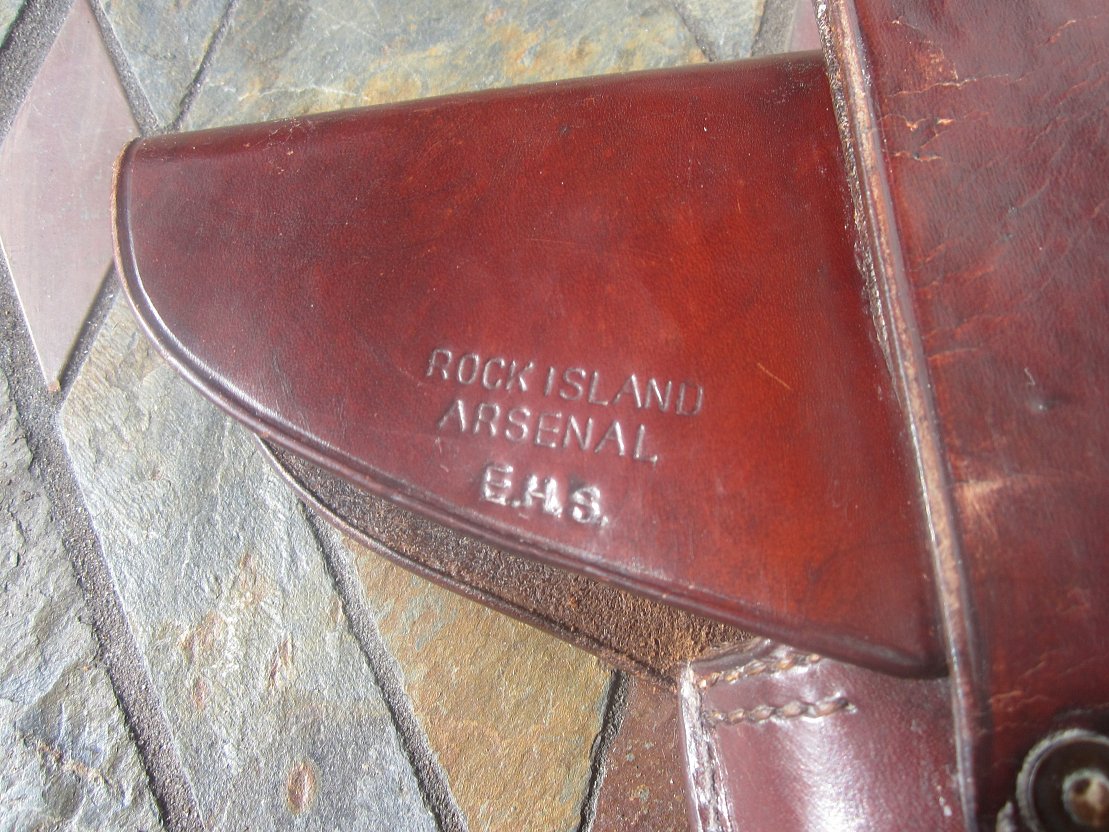 ROCK ISLAND
ARSENAL
E.H.S.